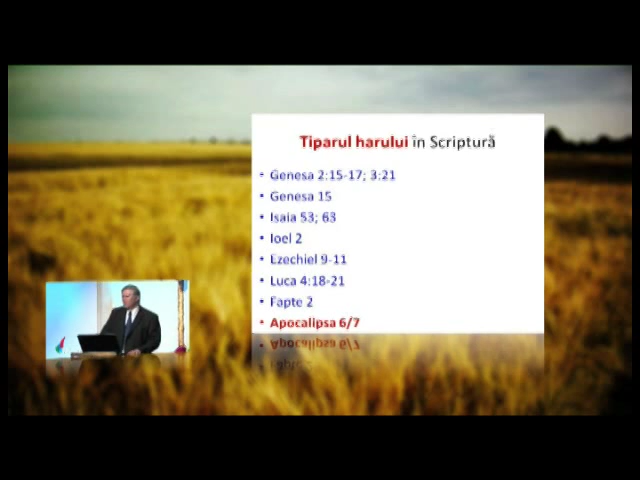 Tiparul harului în Scriptură
• Genesa 2:15-17; 3:21
• Genesa 15
• Isaia 53; 63
• Ioel 2
• Ezechiel 9-11
• Luca 4:18-21
• Fapte 2
• Apocalipsa 6/7